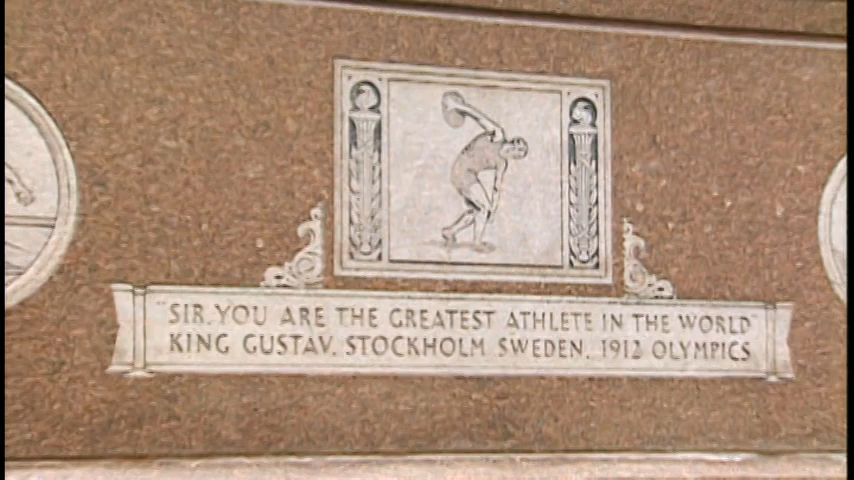 "SIR, YOU ARE THE GREATEST ATHLETE IN THE WORLD"
KING GUSTAV, STOCKHOLM SWEDEN, 1912 OLYMPICS